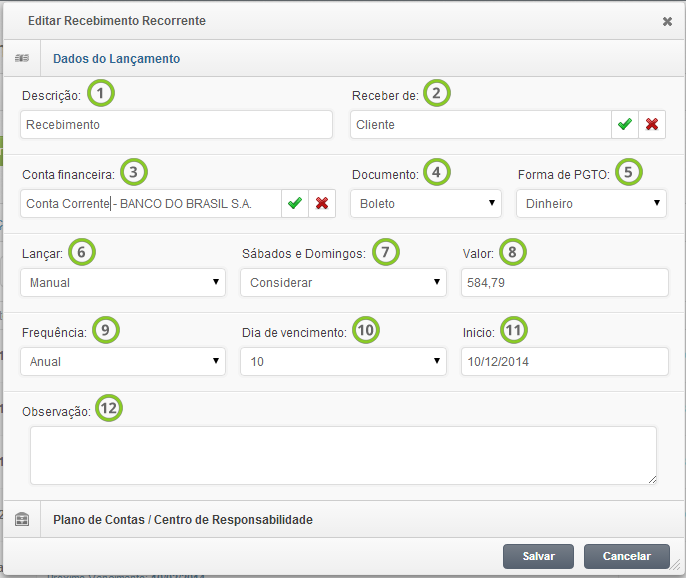 Editar Recebimento Recorrente
Dados do Lançamento
Descrição: 1 Receber de: 2
Recebimento Cliente
Conta financeira: 3 Documento: 4 Forma de PGTO: 5
Conta Corrente - BANCO DO BRASIL S.A. Boleto Dinheiro
Lançar: 6 Sábados e Domingos: 7 Valor: 8
Manual Considerar 584,79
Frequência: 9 Dia de vencimento: 10 Inicio: 11
Anual 10 10/12/2014
Observação: 12
Plano de Contas / Centro de Responsabilidade
Salvar Cancelar